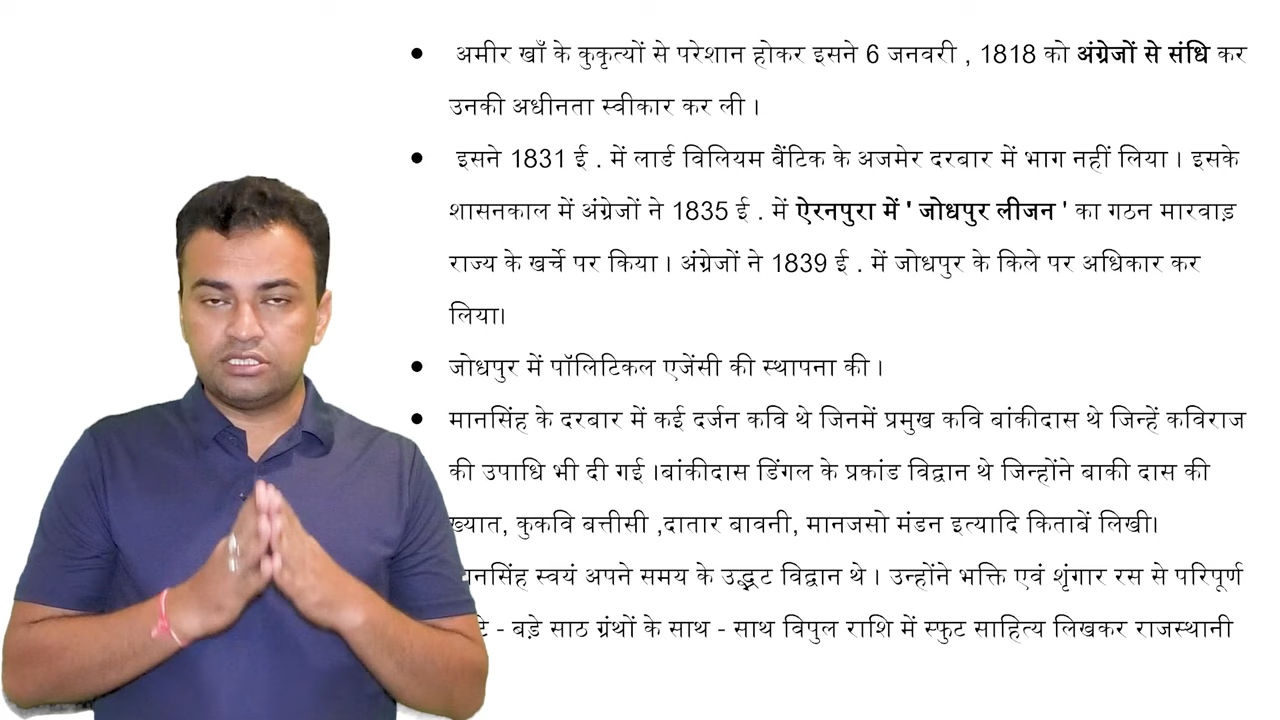 • अमीर खाँ के कुकृत्यों से परेशान होकर इसने 6 जनवरी , 1818 को अंग्रेजों से संधि कर
उनकी अधीनता स्वीकार कर ली ।
• इसने 1831 ई . में लार्ड विलियम बैंटिक के अजमेर दरबार में भाग नहीं लिया । इसके
शासनकाल में अंग्रेजों ने 1835 ई . में ऐरनपुरा में ' जोधपुर लीजन ' का गठन मारवाड़
राज्य के खर्चे पर किया । अंग्रेजों ने 1839 ई . में जोधपुर के किले पर अधिकार कर
लिया।
• जोधपुर में पॉलिटिकल एजेंसी की स्थापना की ।
• मानसिंह के दरबार में कई दर्जन कवि थे जिनमें प्रमुख कवि बांकीदास थे जिन्हें कविराज
की उपाधि भी दी गई ।बांकीदास डिंगल के प्रकांड विद्वान थे जिन्होंने बाकी दास की
ख्यात, कुकवि बत्तीसी ,दातार बावनी, मानजसो मंडन इत्यादि किताबें लिखी।
स्वयं अपने समय के उद्भट विद्वान थे । उन्होंने भक्ति एवं शृंगार रस से परिपूर्ण
- बड़े साठ ग्रंथों के साथ - साथ विपुल राशि में स्फुट साहित्य लिखकर राजस्थानी